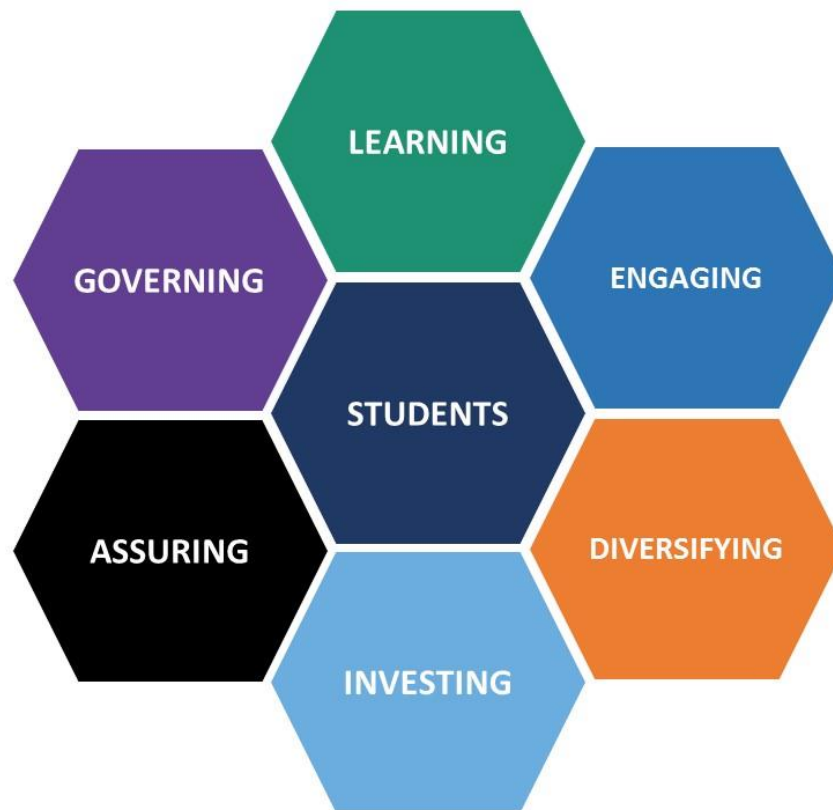 LEARNING
GOVERNING
ENGAGING
STUDENTS
ASSURING
DIVERSIFYING
INVESTING